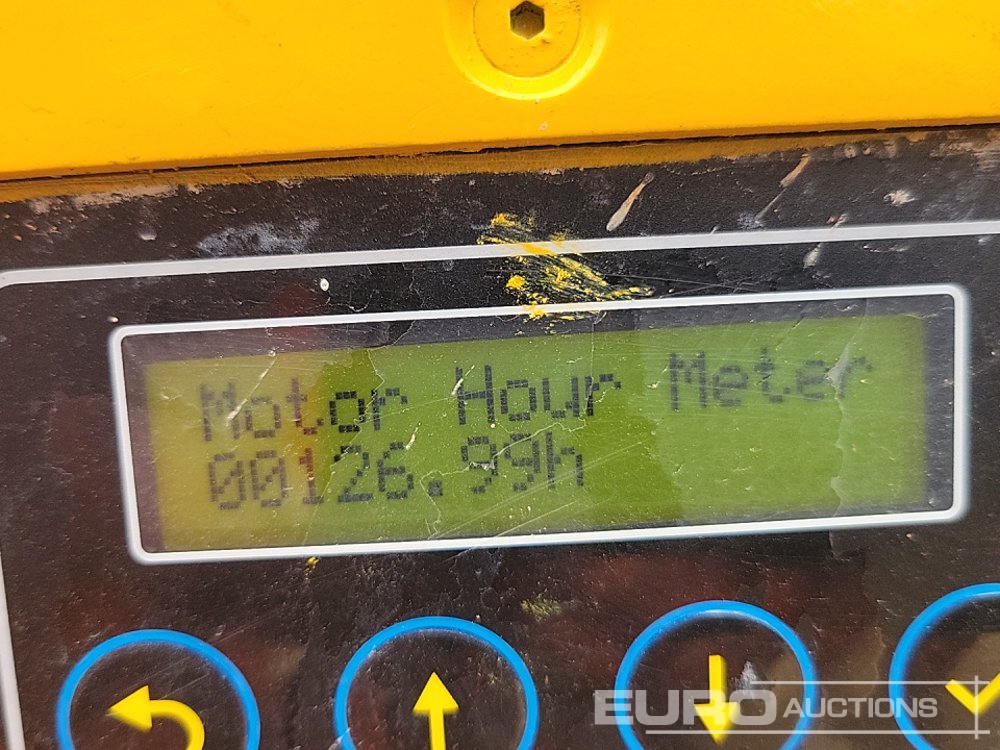 Motor Hour Meter
00126.99h
EURO AUCTIONS